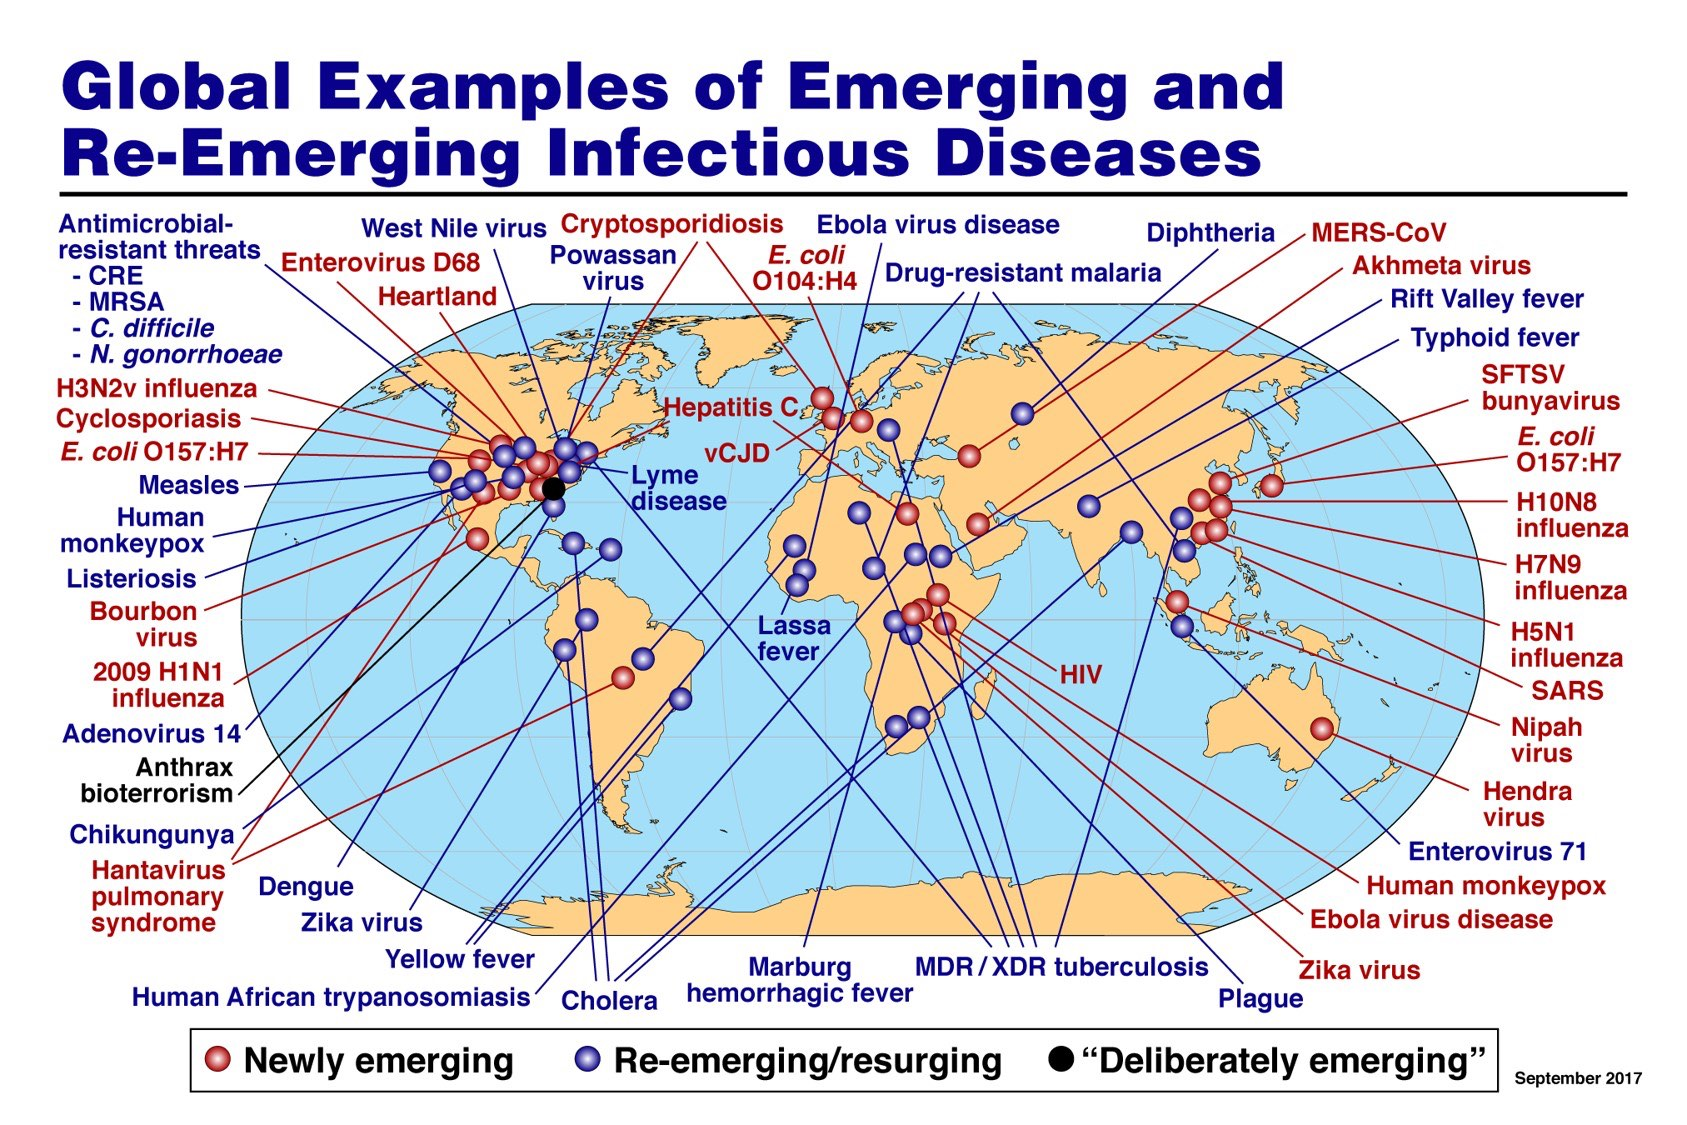 Global Examples of Emerging and
Re-Emerging Infectious Diseases
Antimicrobial-
resistant threats
- CRE
- MRSA
- C. difficile
- N. gonorrhoeae
West Nile virus
Cryptosporidiosis
Ebola virus disease
Diphtheria
MERS-CoV
Enterovirus D68
Powassan
virus
E. coli
O104:H4
Drug-resistant malaria
Akhmeta virus
Heartland
Rift Valley fever
Typhoid fever
H3N2v influenza
Cyclosporiasis
E. coli O157:H7
Measles
Human
monkeypox
Listeriosis
Bourbon
virus
2009 H1N1
influenza
Adenovirus 14
Anthrax
bioterrorism
Chikungunya
Hantavirus
pulmonary
syndrome
Hepatitis C
vCJD
Lyme
disease
Lassa
fever
HIV
SFTSV
bunyavirus
E. coli
O157:H7
H10N8
influenza
H7N9
influenza
H5N1
influenza
SARS
Nipah
virus
Hendra
virus
Enterovirus 71
Human monkeypox
Ebola virus disease
Zika virus
Plague
Dengue
Zika virus
Yellow fever
Human African trypanosomiasis
Cholera
Marburg
hemorrhagic fever
MDR / XDR tuberculosis
Newly emerging
Re-emerging/resurging
“Deliberately emerging”
September 2017